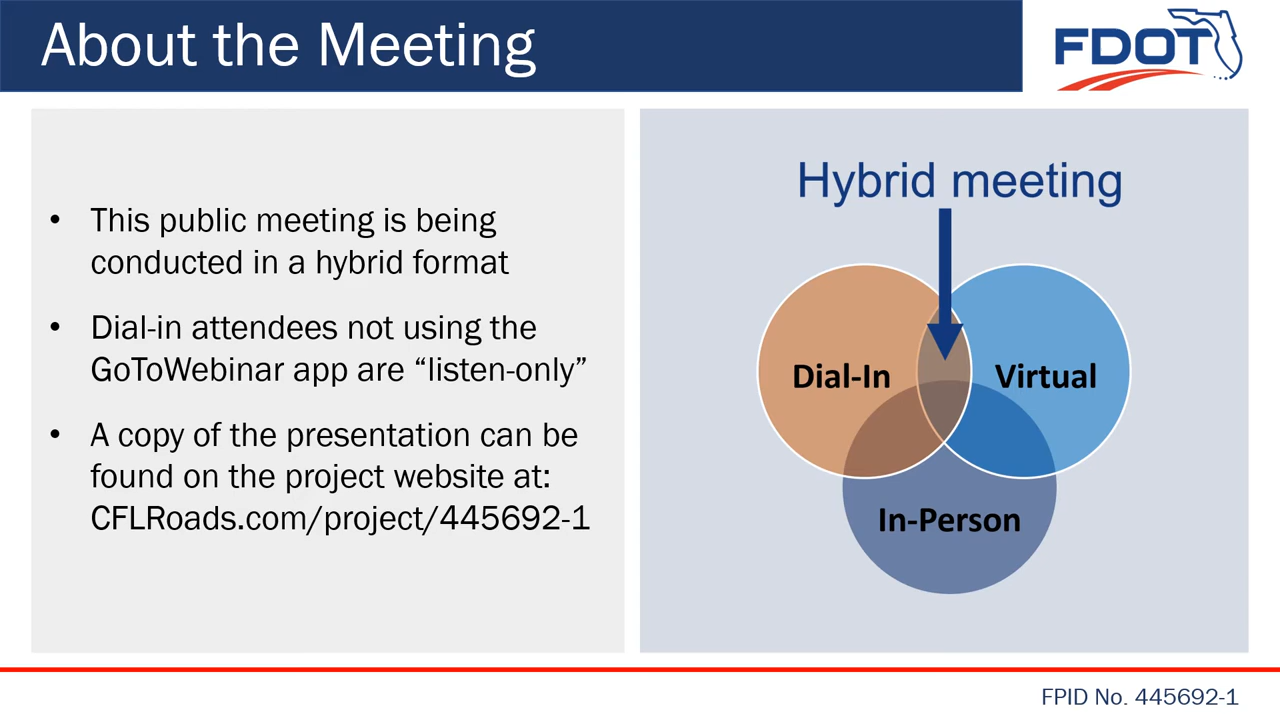 About the Meeting
FDOT
• This public meeting is being
conducted in a hybrid format
• Dial-in attendees not using the
GoToWebinar app are “listen-only”
• A copy of the presentation can be
found on the project website at:
CFLRoads.com/project/445692-1
Hybrid meeting
Dial-In
Virtual
In-Person
FPID No. 445692-1